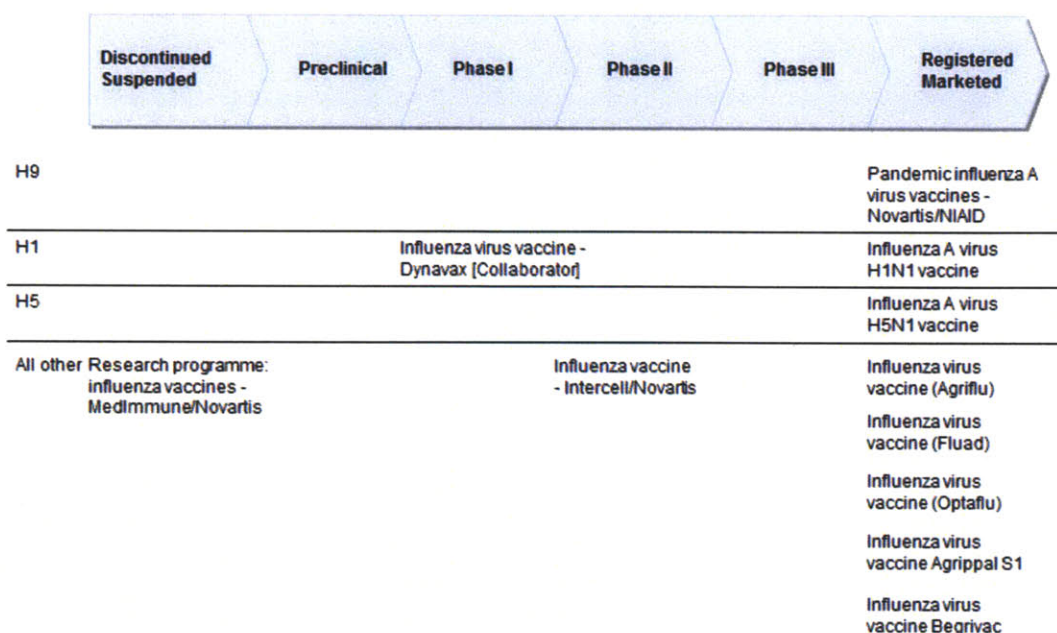 Discontinued
Suspended
Preclinical
Phase I
Phase II
Phase III
Registered
Marketed
H9
Pandemic influenza A
virus vaccines -
Novartis/NIAID
H1
Influenza virus vaccine -
Dynavax [Collaborator]
Influenza A virus
H1N1 vaccine
H5
Influenza A virus
H5N1 vaccine
All other
Research programme:
influenza vaccines -
MedImmune/Novartis
Influenza vaccine
- Intercell/Novartis
Influenza virus
vaccine (Agriflu)
Influenza virus
vaccine (Fluad)
Influenza virus
vaccine (Optaflu)
Influenza virus
vaccine Agrippal S1
Influenza virus
vaccine Begrivac